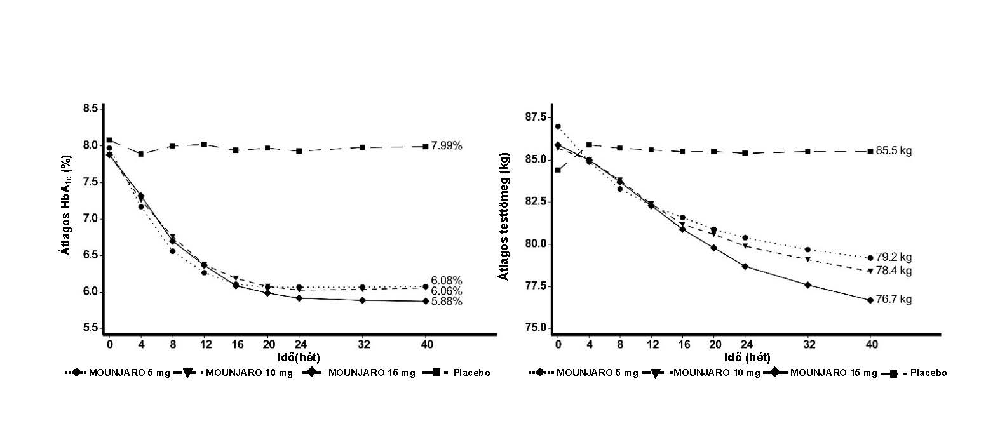 Átlagos HbA1c (%)
8.5
8.0
7.5
7.0
6.5
6.0
5.5
7.99%
6.08%
6.06%
5.88%
0 4 8 12 16 20 24 32 40
Idő(hét)
MOUNJARO 5 mg MOUNJARO 10 mg MOUNJARO 15 mg Placebo
Átlagos testtömeg (kg)
87.5
85.0
82.5
80.0
77.5
75.0
85.5 kg
79.2 kg
78.4 kg
76.7 kg
0 4 8 12 16 20 24 32 40
Idő (hét)
MOUNJARO 5 mg MOUNJARO 10 mg MOUNJARO 15 mg Placebo